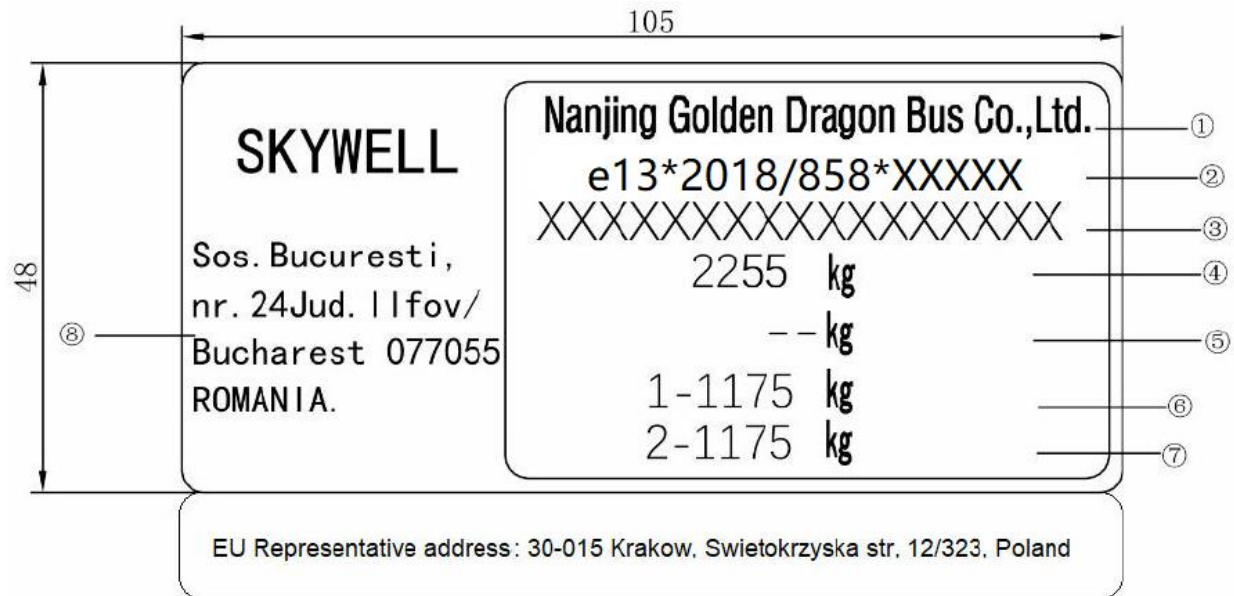 105
48
SKYWELL
Sos.Bucuresti,
nr.24Jud.IIfov/
⑧
Bucharest 077055
ROMANIA.
Nanjing Golden Dragon Bus Co.,Ltd.
①
e13*2018/858*XXXXX
②
XXXXXXXXXXXXXXXXX
③
2255 kg
④
-- kg
⑤
1-1175 kg
⑥
2-1175 kg
⑦
EU Representative address: 30-015 Krakow, Swietokrzyska str, 12/323, Poland